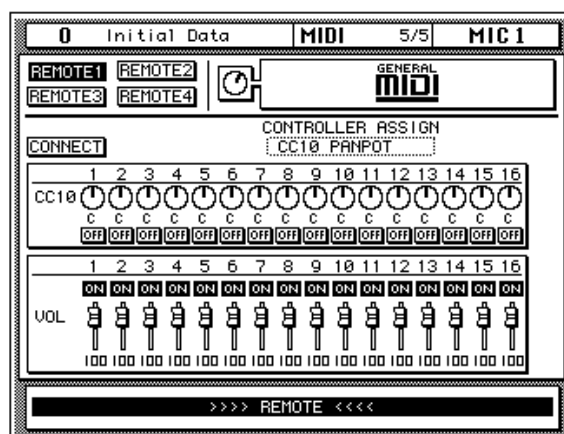 0 Initial Data MIDI 5/5 MIC 1
REMOTE1 REMOTE2 GENERAL MIDI
REMOTE3 REMOTE4
CONTROLLER ASSIGN
CONNECT CC10 PANPOT
1 2 3 4 5 6 7 8 9 10 11 12 13 14 15 16
CC10
C C C C C C C C C C C C C C C C
OFF OFF OFF OFF OFF OFF OFF OFF OFF OFF OFF OFF OFF OFF OFF OFF
1 2 3 4 5 6 7 8 9 10 11 12 13 14 15 16
ON ON ON ON ON ON ON ON ON ON ON ON ON ON ON ON
VOL
100 100 100 100 100 100 100 100 100 100 100 100 100 100 100 100
>>>> REMOTE <<<<